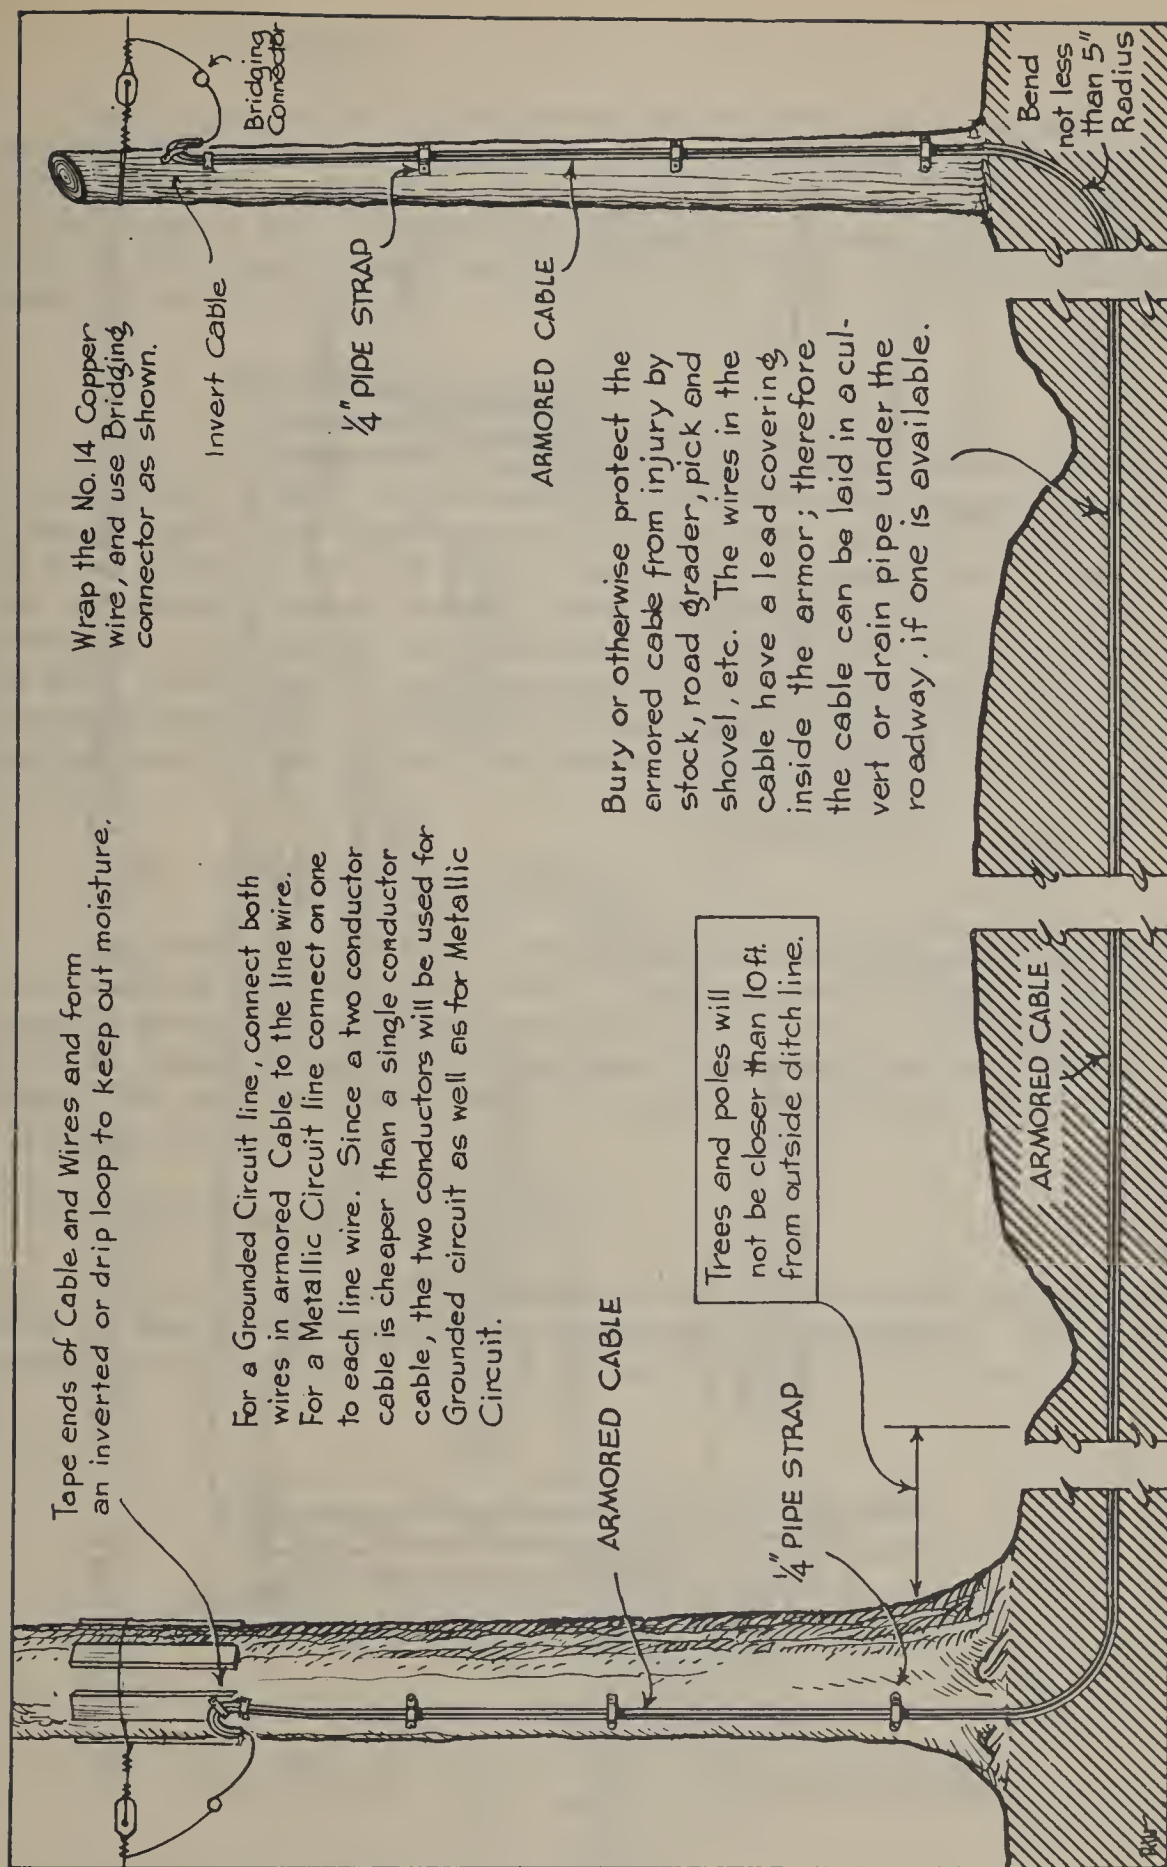 Tape ends of Cable and Wires and form
an inverted or drip loop to keep out moisture.
Wrap the No. 14 Copper
wire, and use Bridging
connector as shown.
Bridging
Connector
Invert Cable
For a Grounded Circuit line, connect both
wires in armored Cable to the line wire.
For a Metallic Circuit line connect on one
to each line wire. Since a two conductor
cable is cheaper than a single conductor
cable, the two conductors will be used for
Grounded circuit as well as for Metallic
Circuit.
1/4" PIPE STRAP
ARMORED CABLE
ARMORED CABLE
1/4" PIPE STRAP
Trees and poles will
not be closer than 10ft.
from outside ditch line.
Bury or otherwise protect the
armored cable from injury by
stock, road grader, pick and
shovel, etc. The wires in the
cable have a lead covering
inside the armor; therefore
the cable can be laid in a cul-
vert or drain pipe under the
roadway, if one is available.
Bend
not less
than 5"
Radius
ARMORED CABLE